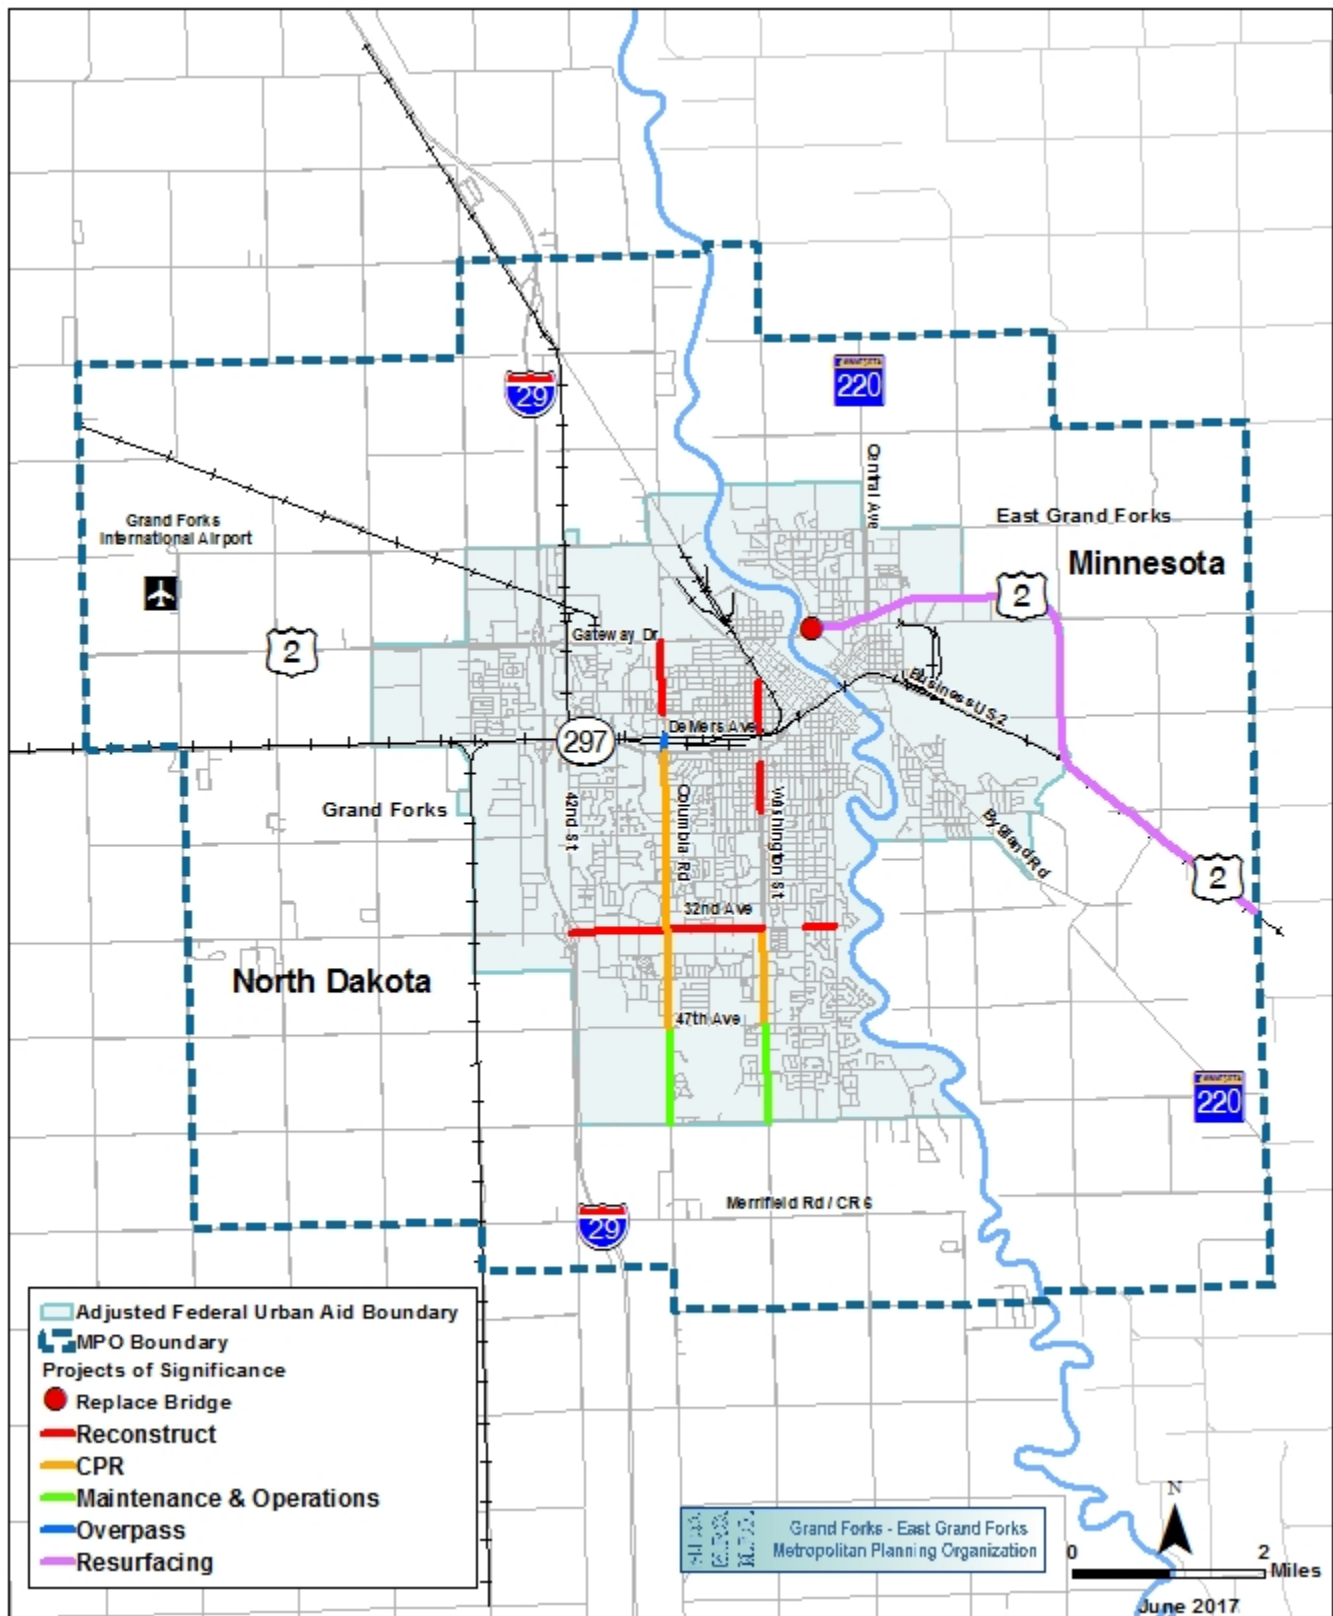 29
MINNESOTA
220
Central Ave
Grand Forks
International Airport
East Grand Forks
Minnesota
2
2
Gateway Dr
Business US 2
DeMers Ave
297
Grand Forks
42nd St
Columbia Rd
Washington St
Bygland Rd
2
32nd Ave
North Dakota
47th Ave
MINNESOTA
220
Merrifield Rd / CR 6
29
Adjusted Federal Urban Aid Boundary
MPO Boundary
Projects of Significance
Replace Bridge
Reconstruct
CPR
Maintenance & Operations
Overpass
Resurfacing
Grand Forks - East Grand Forks
Metropolitan Planning Organization
N
0 2
Miles
June 2017